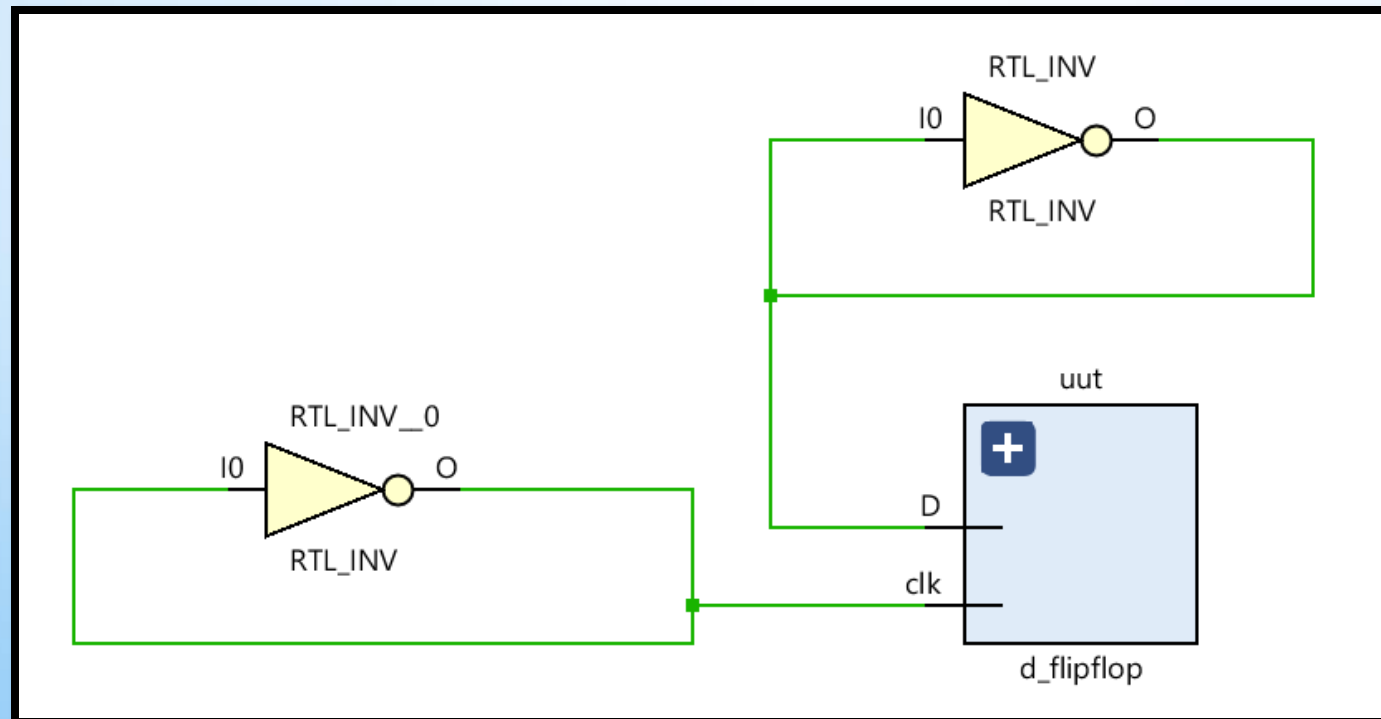 RTL_INV
I0
O
RTL_INV
uut
RTL_INV__0
I0
O
D
RTL_INV
clk
d_flipflop